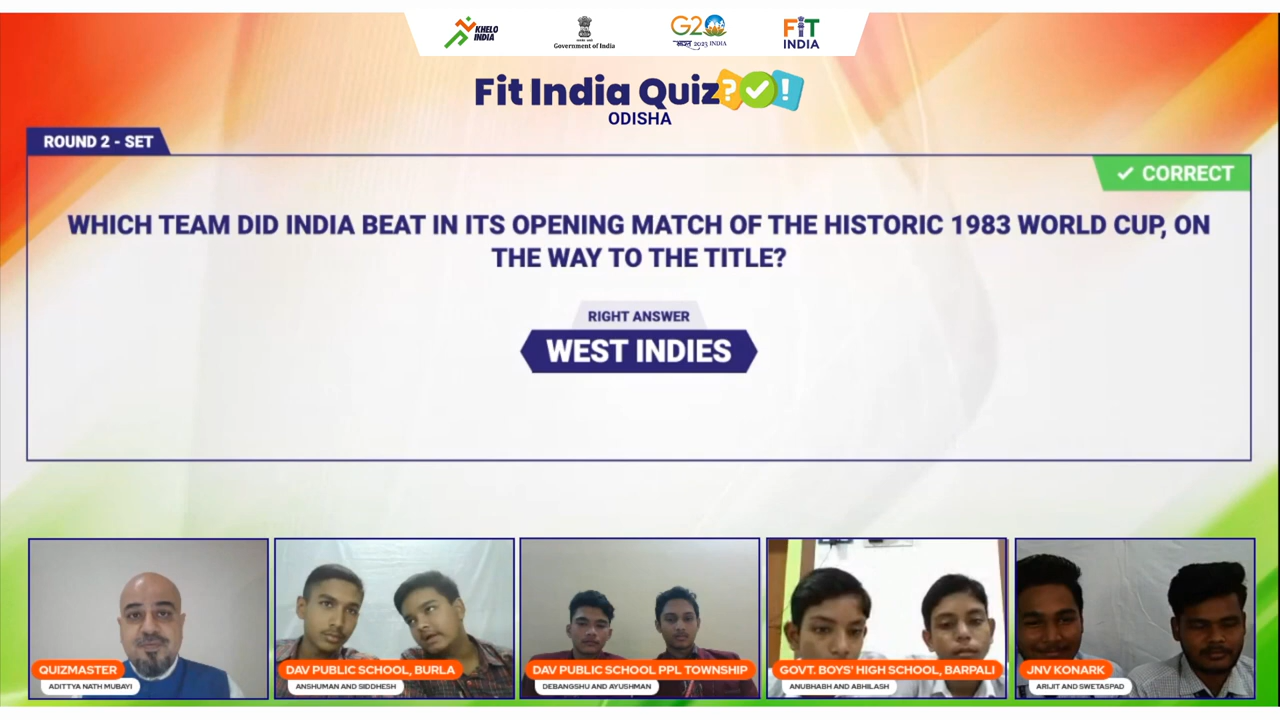 KHELO
INDIA
Government of India
G20
भारत 2023 INDIA
FIT
INDIA
Fit India Quiz?!
ODISHA
ROUND 2 - SET
CORRECT
WHICH TEAM DID INDIA BEAT IN ITS OPENING MATCH OF THE HISTORIC 1983 WORLD CUP, ON
THE WAY TO THE TITLE?
RIGHT ANSWER
WEST INDIES
QUIZMASTER
ADITTYA NATH MUBAYI
DAV PUBLIC SCHOOL, BURLA
ANSHUMAN AND SIDDHESH
DAV PUBLIC SCHOOL PPL TOWNSHIP
DEBANGSHU AND AYUSHMAN
GOVT. BOYS' HIGH SCHOOL, BARPALI
ANUBHABH AND ABHILASH
JNV KONARK
ARIJIT AND SWETASPAD